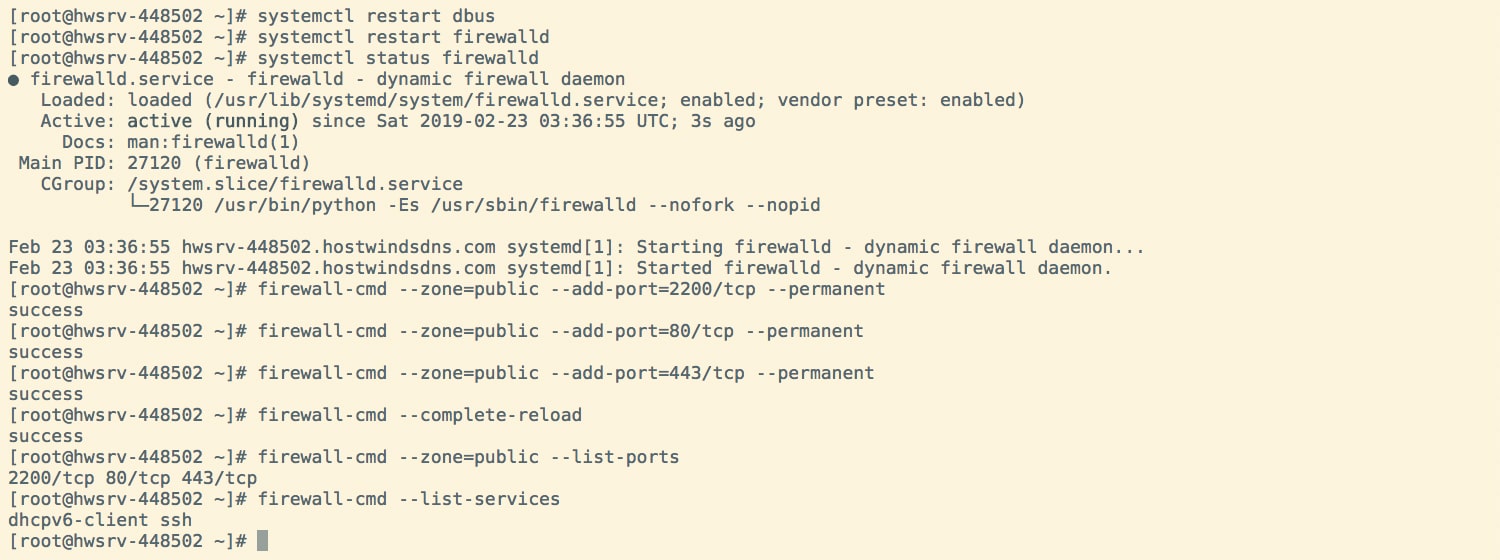 [root@hwsrv-448502 ~]# systemctl restart dbus
[root@hwsrv-448502 ~]# systemctl restart firewalld
[root@hwsrv-448502 ~]# systemctl status firewalld
● firewalld.service - firewalld - dynamic firewall daemon
   Loaded: loaded (/usr/lib/systemd/system/firewalld.service; enabled; vendor preset: enabled)
   Active: active (running) since Sat 2019-02-23 03:36:55 UTC; 3s ago
     Docs: man:firewalld(1)
 Main PID: 27120 (firewalld)
   CGroup: /system.slice/firewalld.service
           └─27120 /usr/bin/python -Es /usr/sbin/firewalld --nofork --nopid

Feb 23 03:36:55 hwsrv-448502.hostwindsdns.com systemd[1]: Starting firewalld - dynamic firewall daemon...
Feb 23 03:36:55 hwsrv-448502.hostwindsdns.com systemd[1]: Started firewalld - dynamic firewall daemon.
[root@hwsrv-448502 ~]# firewall-cmd --zone=public --add-port=2200/tcp --permanent
success
[root@hwsrv-448502 ~]# firewall-cmd --zone=public --add-port=80/tcp --permanent
success
[root@hwsrv-448502 ~]# firewall-cmd --zone=public --add-port=443/tcp --permanent
success
[root@hwsrv-448502 ~]# firewall-cmd --complete-reload
success
[root@hwsrv-448502 ~]# firewall-cmd --zone=public --list-ports
2200/tcp 80/tcp 443/tcp
[root@hwsrv-448502 ~]# firewall-cmd --list-services
dhcpv6-client ssh
[root@hwsrv-448502 ~]#